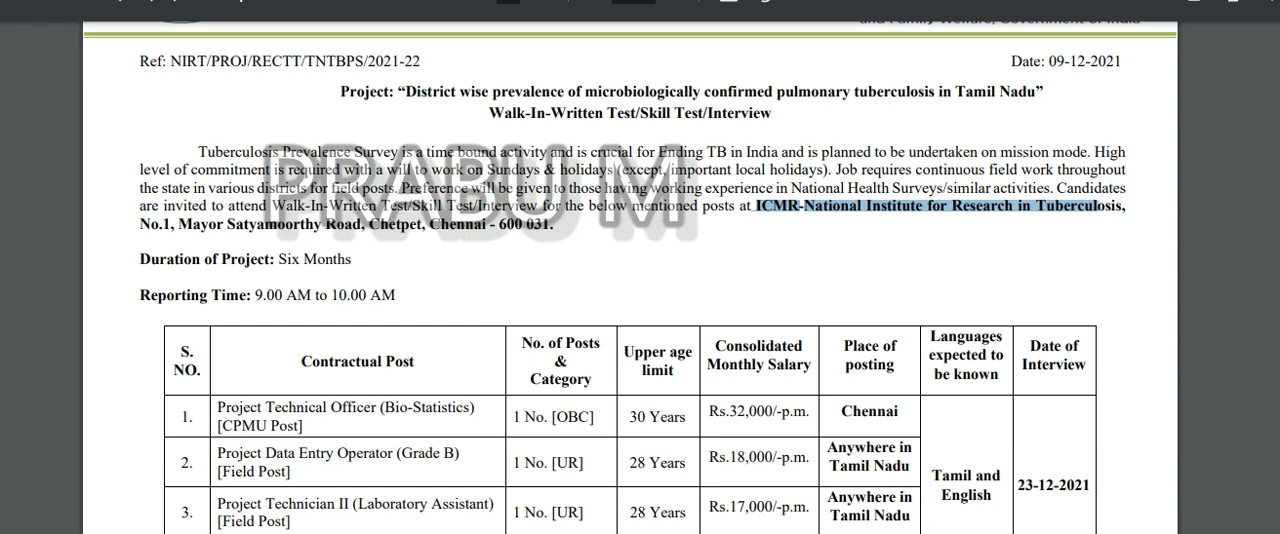 and Family Welfare, Government of India
Ref: NIRT/PROJ/RECTT/TNTBPS/2021-22
Date: 09-12-2021
Project: “District wise prevalence of microbiologically confirmed pulmonary tuberculosis in Tamil Nadu”
Walk-In-Written Test/Skill Test/Interview
Tuberculosis Prevalence Survey is a time bound activity and is crucial for Ending TB in India and is planned to be undertaken on mission mode. High
level of commitment is required with a will to work on Sundays & holidays (except, important local holidays). Job requires continuous field work throughout
the state in various districts for field posts. Preference will be given to those having working experience in National Health Surveys/similar activities. Candidates
are invited to attend Walk-In-Written Test/Skill Test/Interview for the below mentioned posts at ICMR-National Institute for Research in Tuberculosis,
No.1, Mayor Satyamoorthy Road, Chetpet, Chennai - 600 031.
PRABU M
Duration of Project: Six Months
Reporting Time: 9.00 AM to 10.00 AM
S. NO. Contractual Post No. of Posts & Category Upper age limit Consolidated Monthly Salary Place of posting Languages expected to be known Date of Interview
1. Project Technical Officer (Bio-Statistics) [CPMU Post] 1 No. [OBC] 30 Years Rs.32,000/-p.m. Chennai
2. Project Data Entry Operator (Grade B) [Field Post] 1 No. [UR] 28 Years Rs.18,000/-p.m. Anywhere in Tamil Nadu
3. Project Technician II (Laboratory Assistant) [Field Post] 1 No. [UR] 28 Years Rs.17,000/-p.m. Anywhere in Tamil Nadu
Tamil and English
23-12-2021